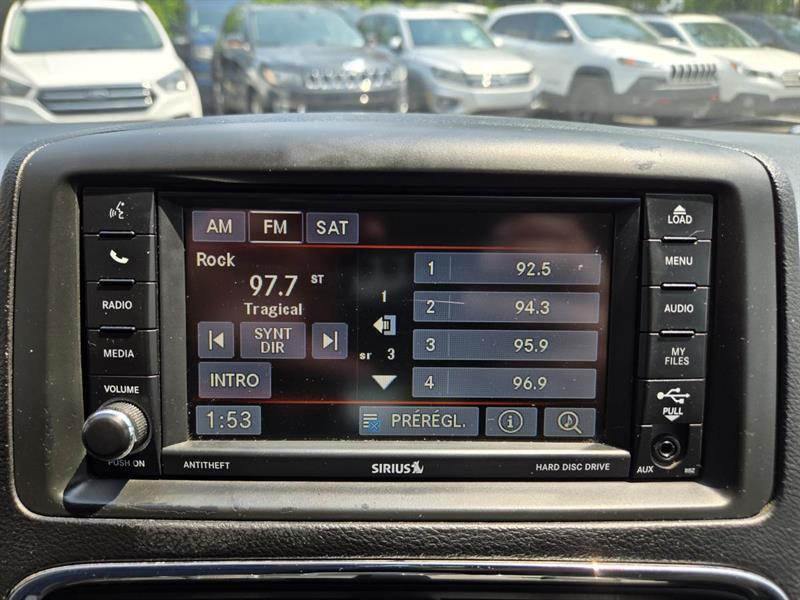 RADIO
MEDIA
VOLUME
PUSH ON
AM FM SAT
Rock
97.7 ST
Tragical
SYNT
DIR
INTRO
1:53
1
sr 3
1 92.5
2 94.3
3 95.9
4 96.9
PRÉRÉGL.
i
LOAD
MENU
AUDIO
MY
FILES
PULL
AUX
ANTITHEFT
SIRIUS
HARD DISC DRIVE